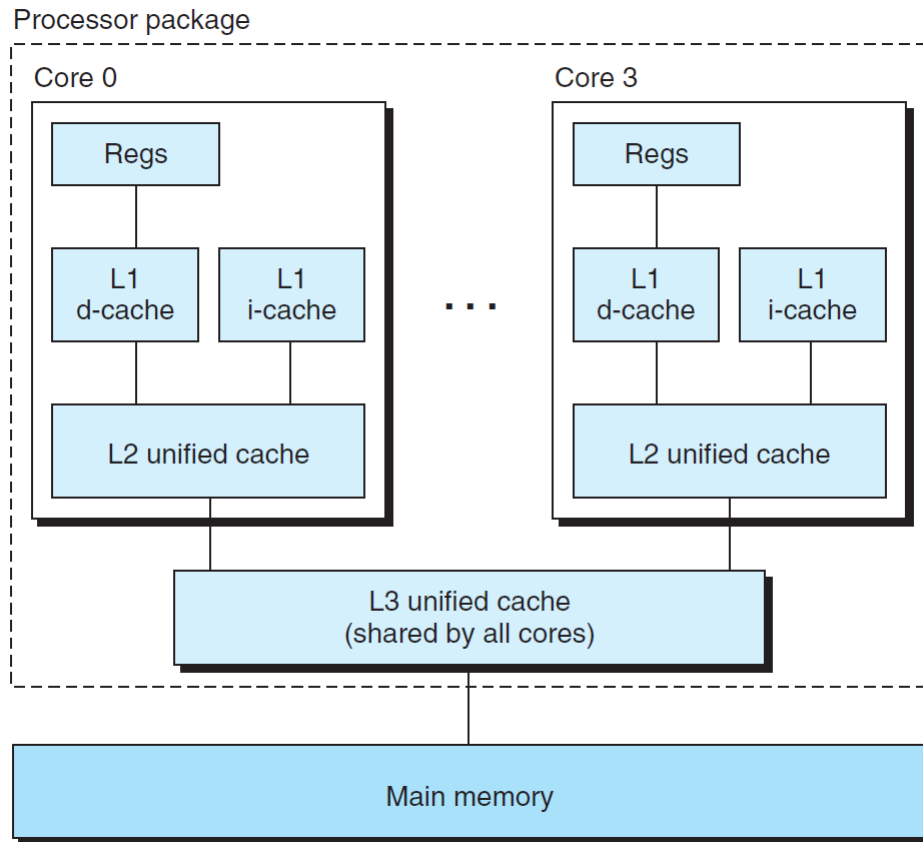 Processor package
Core 0
Core 3
Regs
Regs
L1
d-cache
L1
i-cache
. . .
L1
d-cache
L1
i-cache
L2 unified cache
L2 unified cache
L3 unified cache
(shared by all cores)
Main memory